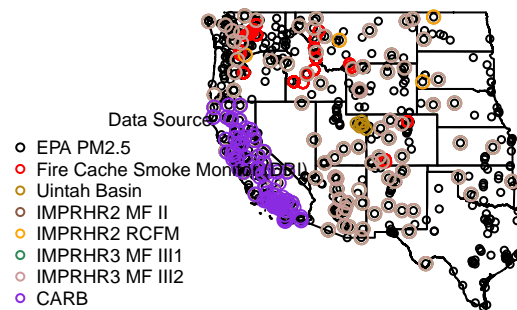 Data Source
EPA PM2.5
Fire Cache Smoke Monitor (DRI)
Uintah Basin
IMPRHR2 MF II
IMPRHR2 RCFM
IMPRHR3 MF III1
IMPRHR3 MF III2
CARB